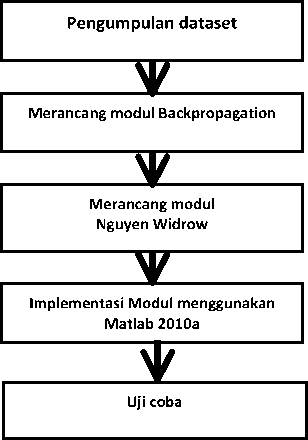 Pengumpulan dataset
Merancang modul Backpropagation
Merancang modul
Nguyen Widrow
Implementasi Modul menggunakan
Matlab 2010a
Uji coba